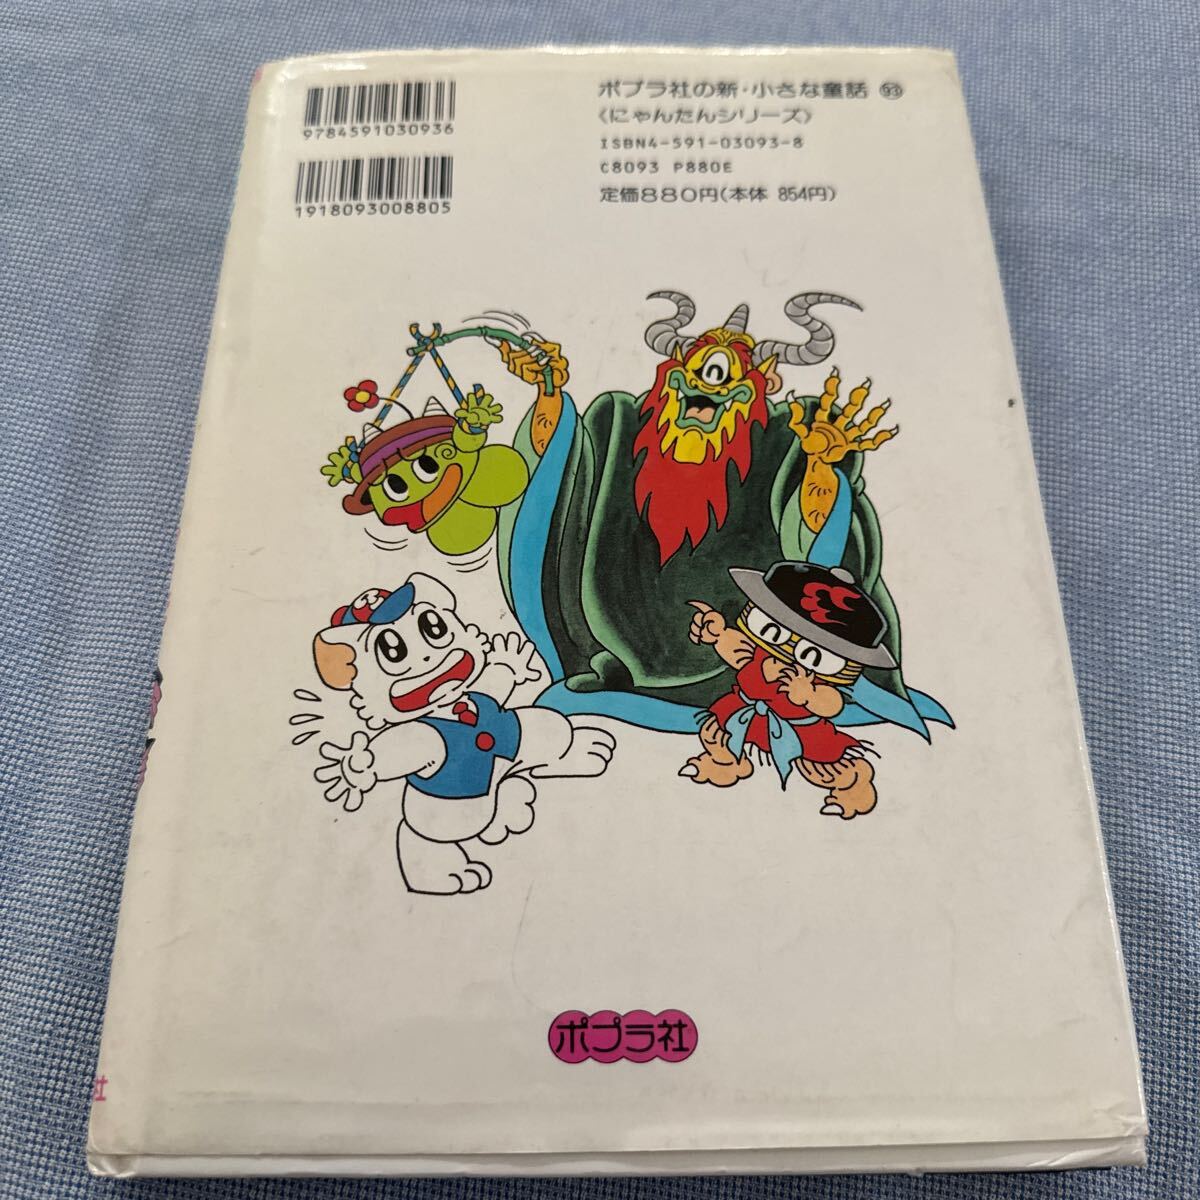 9784591030936
1918093008805
ポプラ社の新・小さな童話 93
《にゃんたんシリーズ》
ISBN4-591-03093-8
C8093 P880E
定価880円(本体 854円)
ポプラ社
社